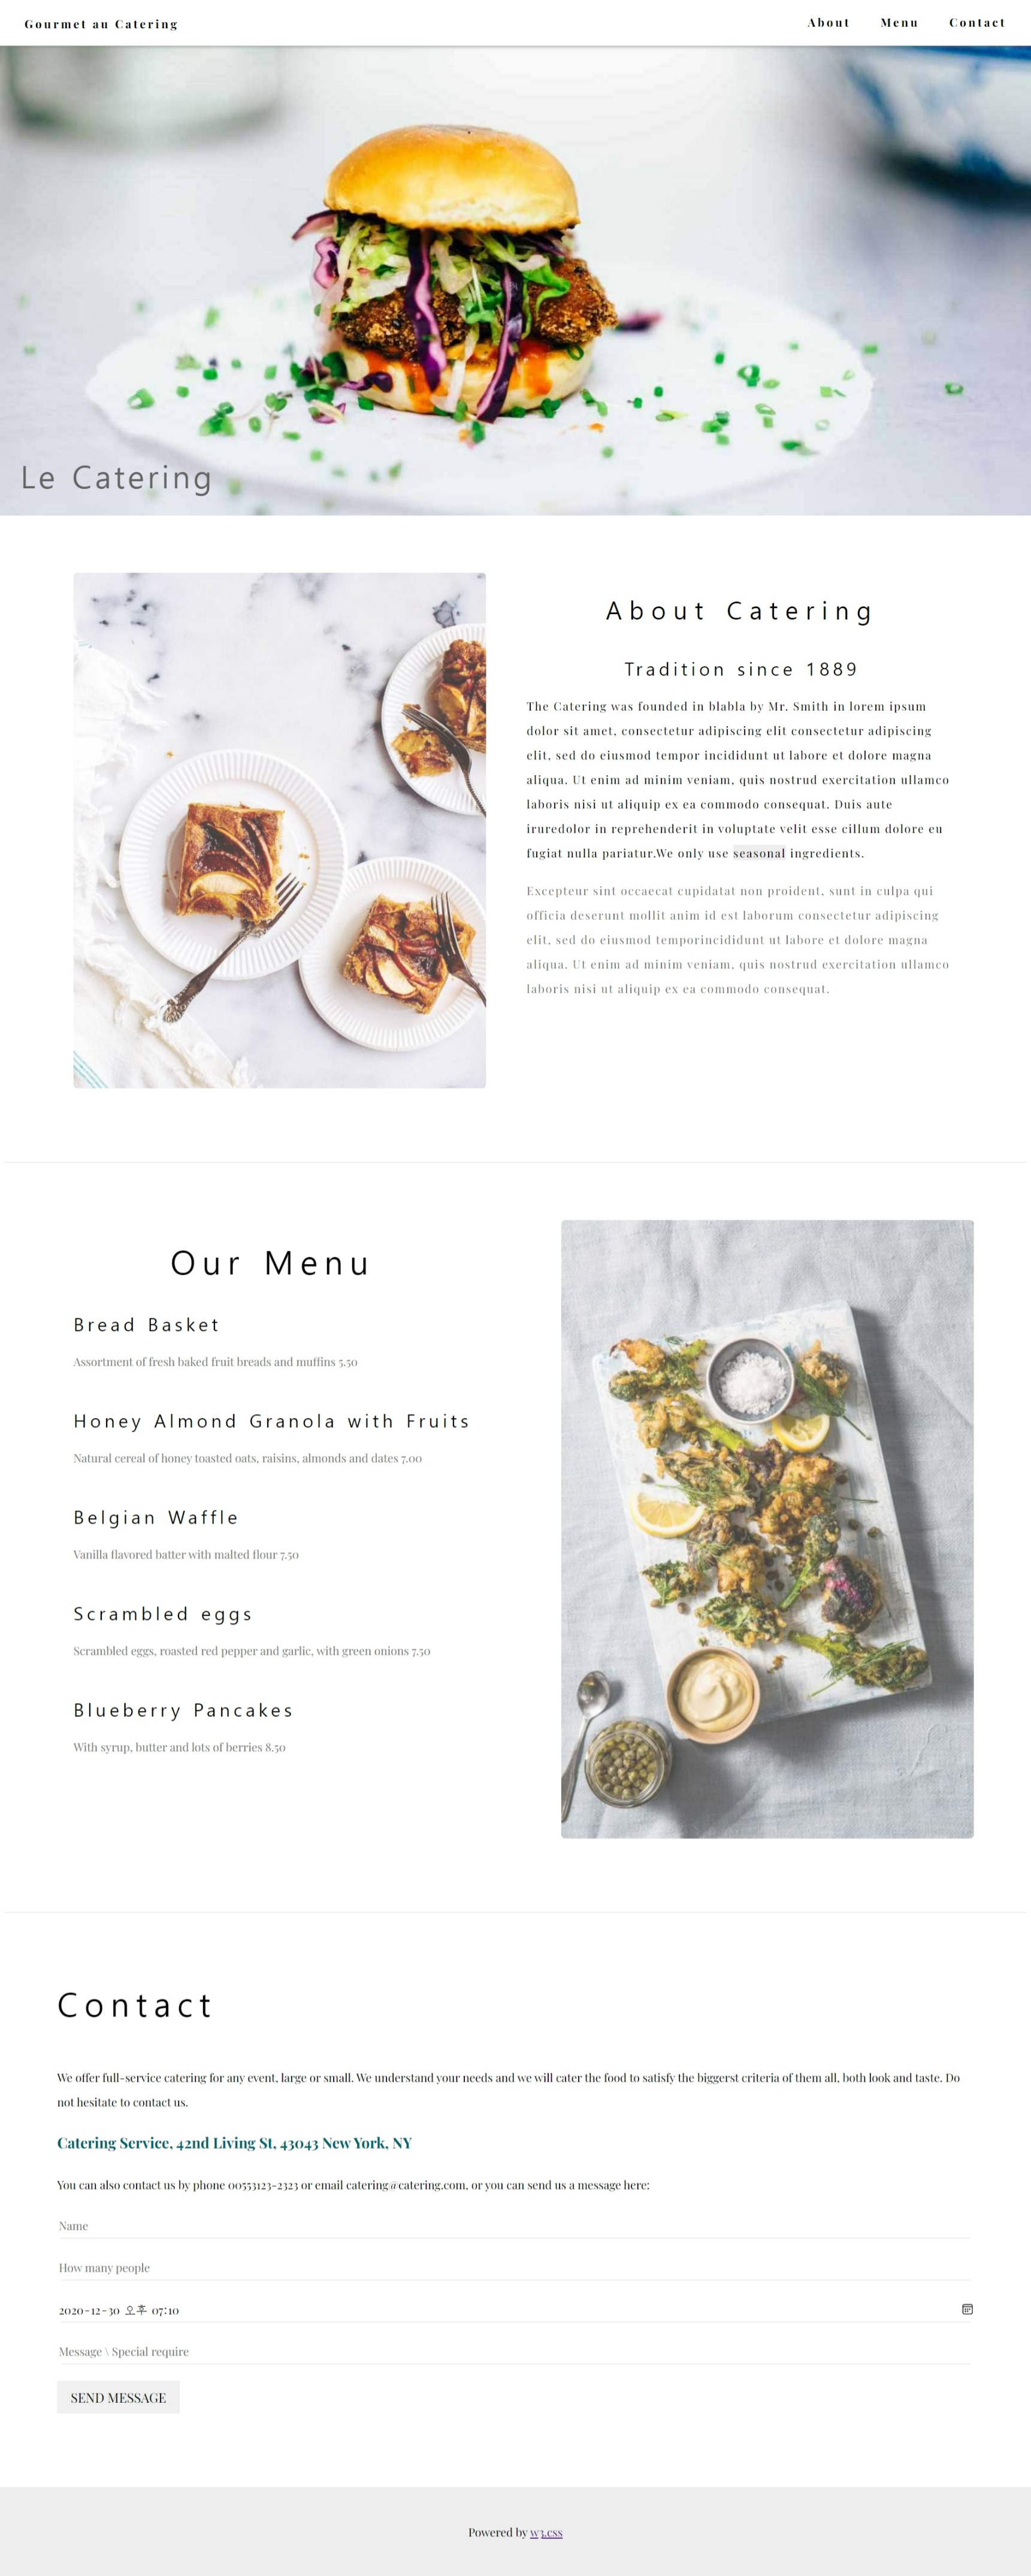 Gourmet au Catering
About Menu Contact
Le Catering
About Catering
Tradition since 1889
The Catering was founded in blabla by Mr. Smith in lorem ipsum
dolor sit amet, consectetur adipiscing elit consectetur adipiscing
elit, sed do eiusmod tempor incididunt ut labore et dolore magna
aliqua. Ut enim ad minim veniam, quis nostrud exercitation ullamco
laboris nisi ut aliquip ex ea commodo consequat. Duis aute
iruredolor in reprehenderit in voluptate velit esse cillum dolore eu
fugiat nulla pariatur.We only use seasonal ingredients.
Excepteur sint occaecat cupidatat non proident, sunt in culpa qui
officia deserunt mollit anim id est laborum consectetur adipiscing
elit, sed do eiusmod temporincididunt ut labore et dolore magna
aliqua. Ut enim ad minim veniam, quis nostrud exercitation ullamco
laboris nisi ut aliquip ex ea commodo consequat.
Our Menu
Bread Basket
Assortment of fresh baked fruit breads and muffins 5.50
Honey Almond Granola with Fruits
Natural cereal of honey toasted oats, raisins, almonds and dates 7.00
Belgian Waffle
Vanilla flavored batter with malted flour 7.50
Scrambled eggs
Scrambled eggs, roasted red pepper and garlic, with green onions 7.50
Blueberry Pancakes
With syrup, butter and lots of berries 8.50
Contact
We offer full-service catering for any event, large or small. We understand your needs and we will cater the food to satisfy the biggerst criteria of them all, both look and taste. Do
not hesitate to contact us.
Catering Service, 42nd Living St, 43043 New York, NY
You can also contact us by phone 00553123-2323 or email catering@catering.com, or you can send us a message here:
Name
How many people
2020-12-30 오후 07:10
Message \ Special require
SEND MESSAGE
Powered by w3.css